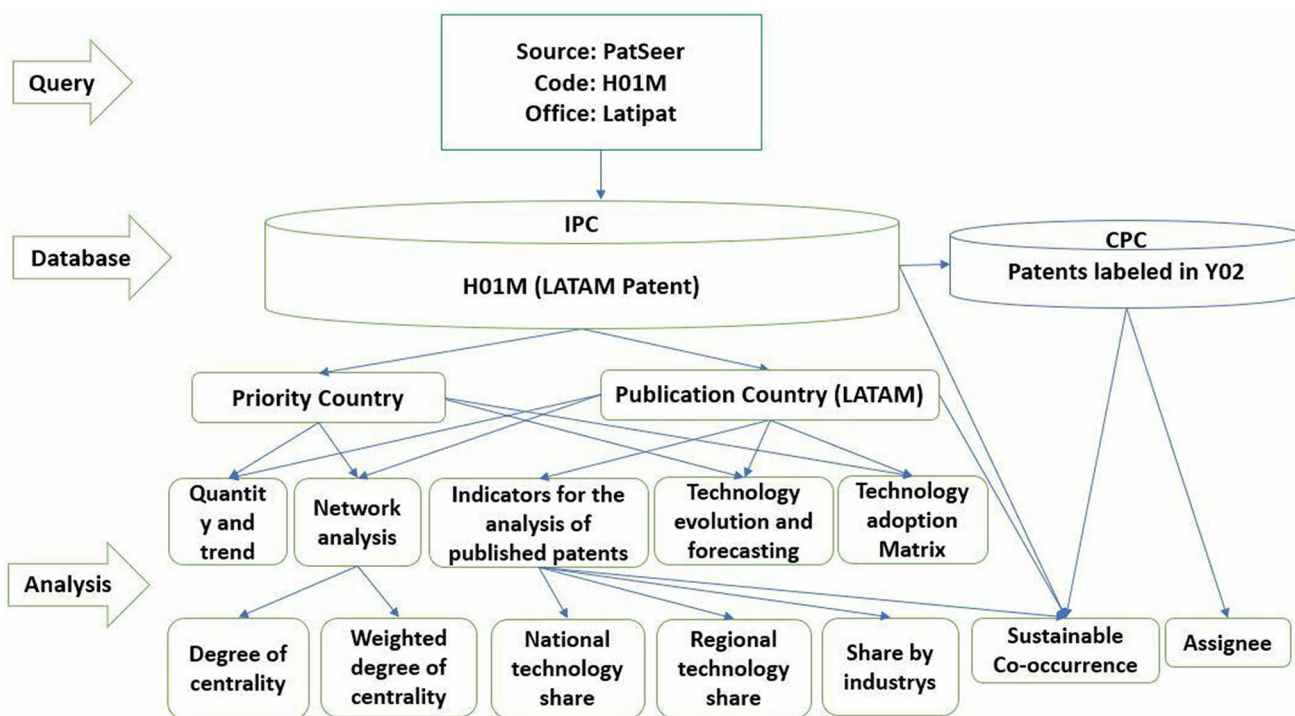 Query
Source: PatSeer
Code: H01M
Office: Latipat
Database
IPC
H01M (LATAM Patent)
CPC
Patents labeled in Y02
Priority Country
Publication Country (LATAM)
Analysis
Quantit
y and
trend
Network
analysis
Indicators for the
analysis of
published patents
Technology
evolution and
forecasting
Technology
adoption
Matrix
Degree of
centrality
Weighted
degree of
centrality
National
technology
share
Regional
technology
share
Share by
industrys
Sustainable
Co-occurrence
Assignee